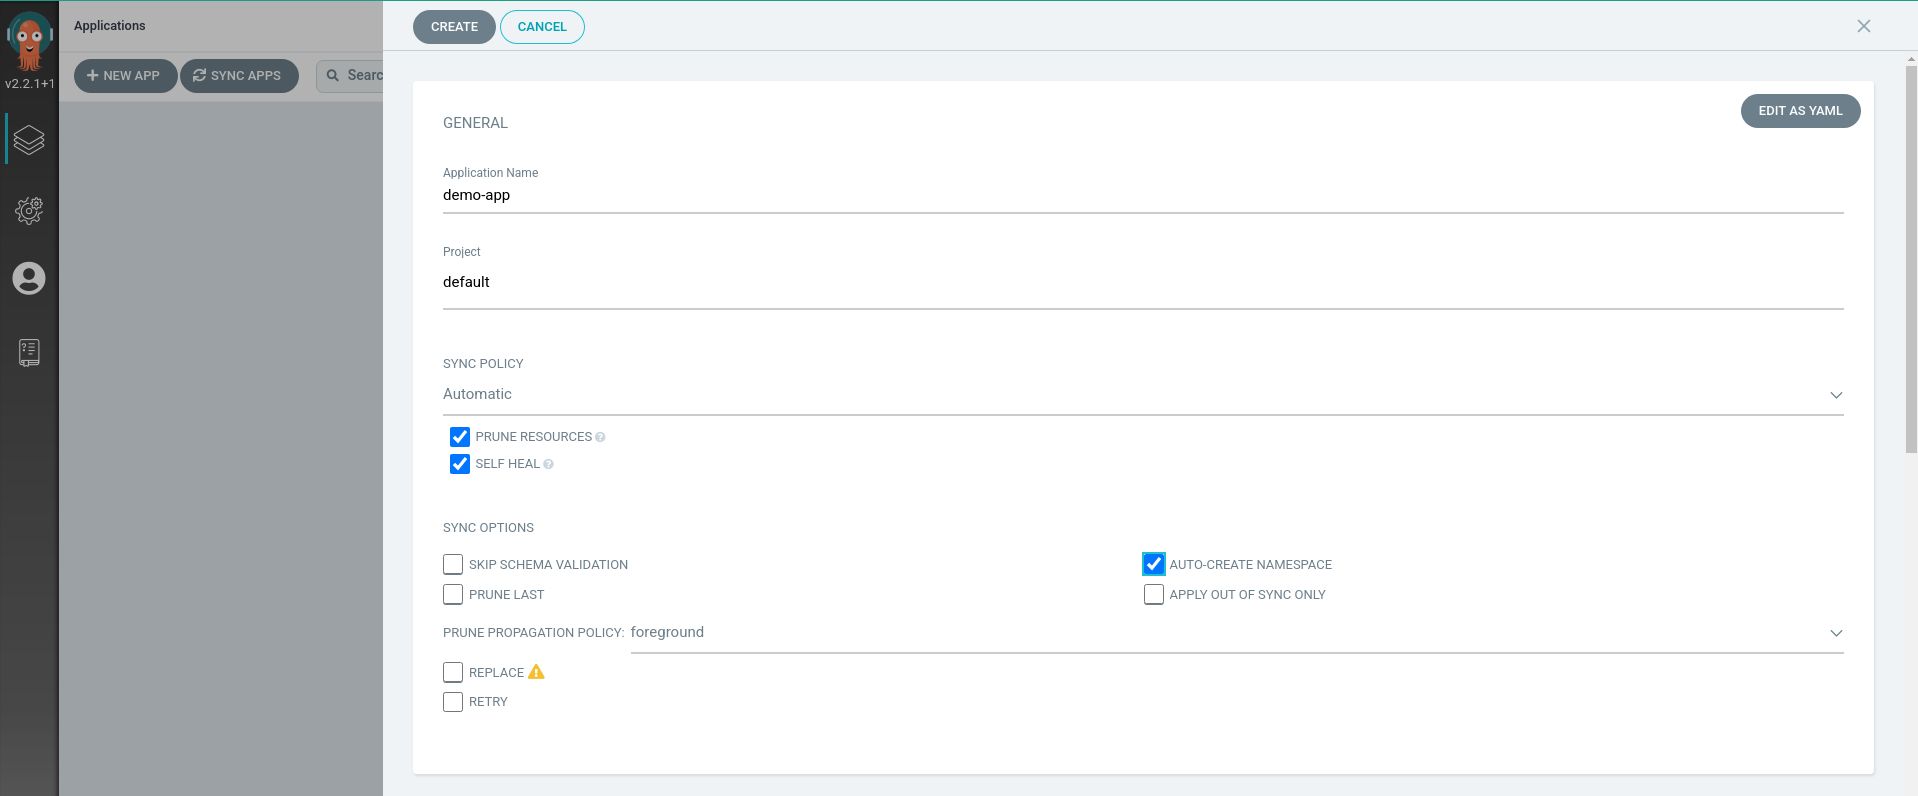 Applications
CREATE
CANCEL
NEW APP
SYNC APPS
Searc
v2.2.1+1
EDIT AS YAML
GENERAL
Application Name
demo-app
Project
default
SYNC POLICY
Automatic
PRUNE RESOURCES
SELF HEAL
SYNC OPTIONS
SKIP SCHEMA VALIDATION
AUTO-CREATE NAMESPACE
PRUNE LAST
APPLY OUT OF SYNC ONLY
PRUNE PROPAGATION POLICY: foreground
REPLACE
RETRY